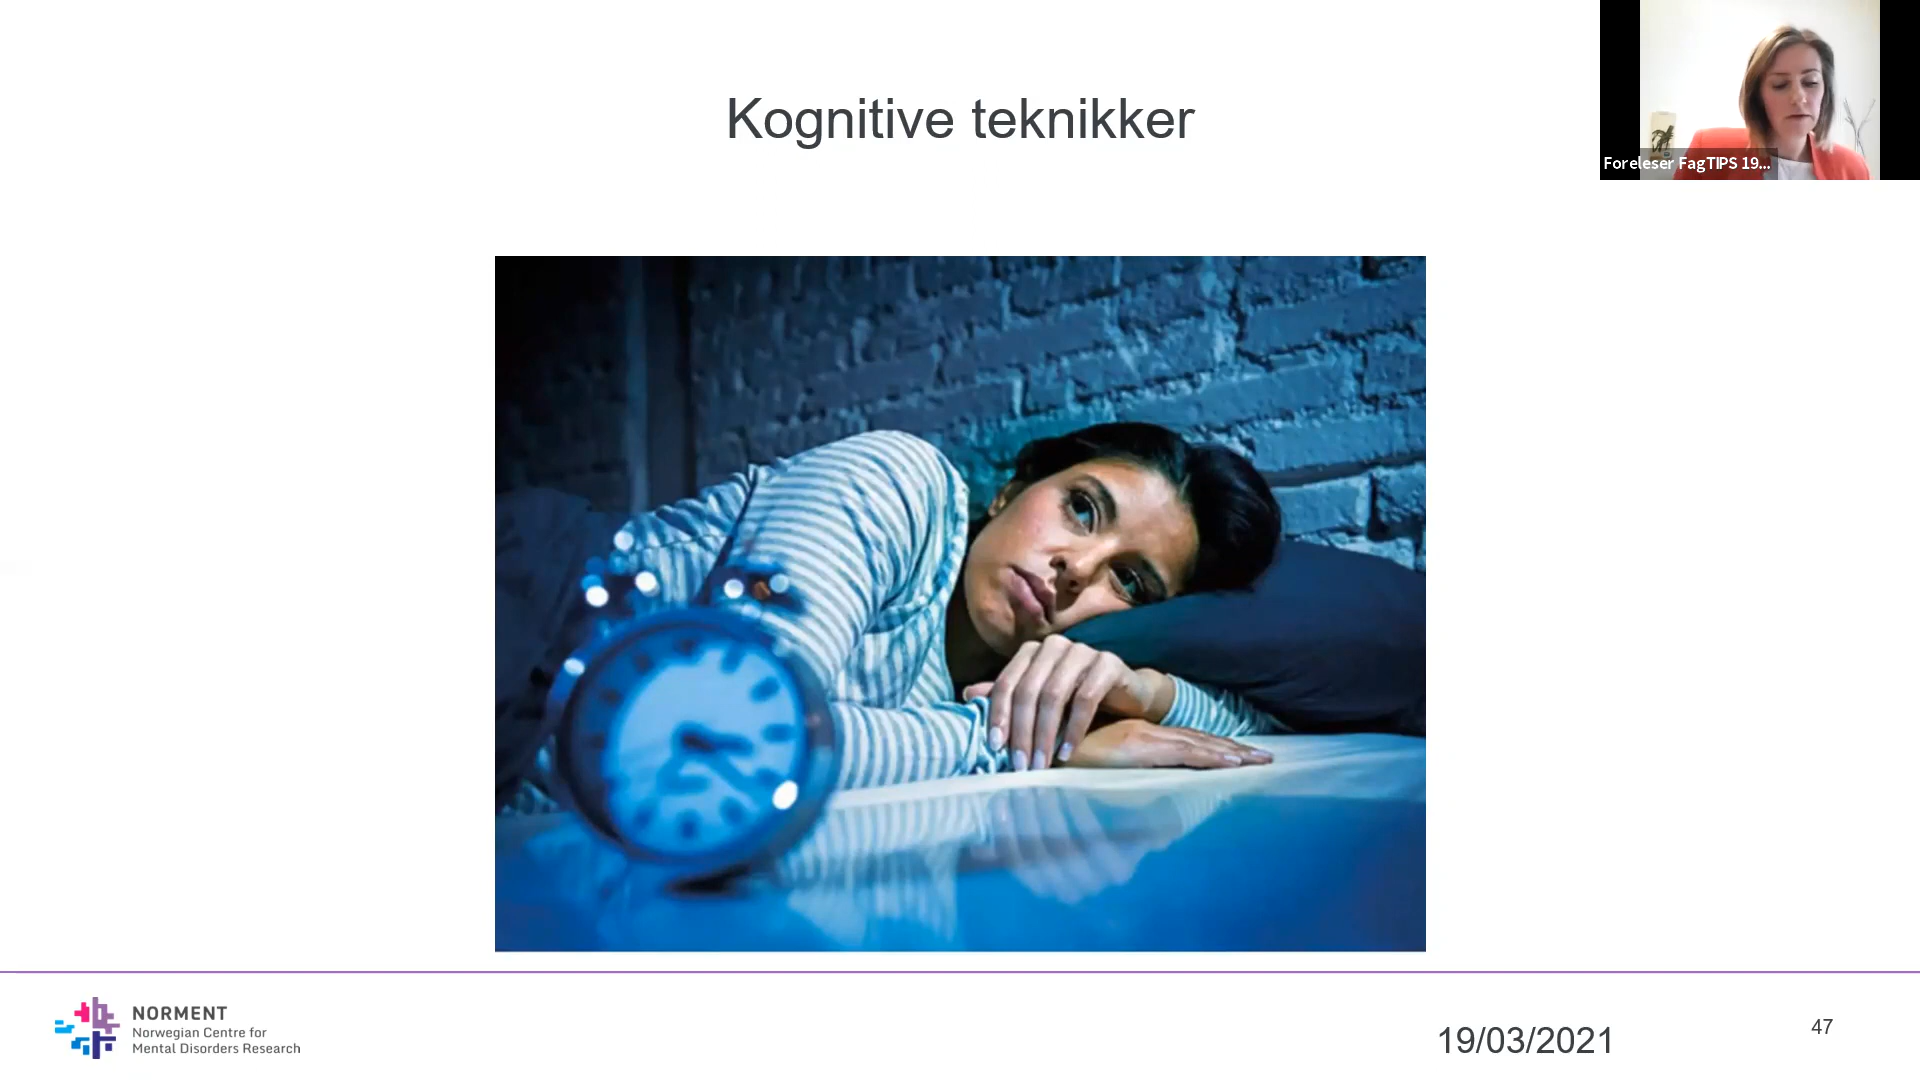 Kognitive teknikker
Foreleser FagTIPS 19...
NORMENT
Norwegian Centre for
Mental Disorders Research
19/03/2021
47